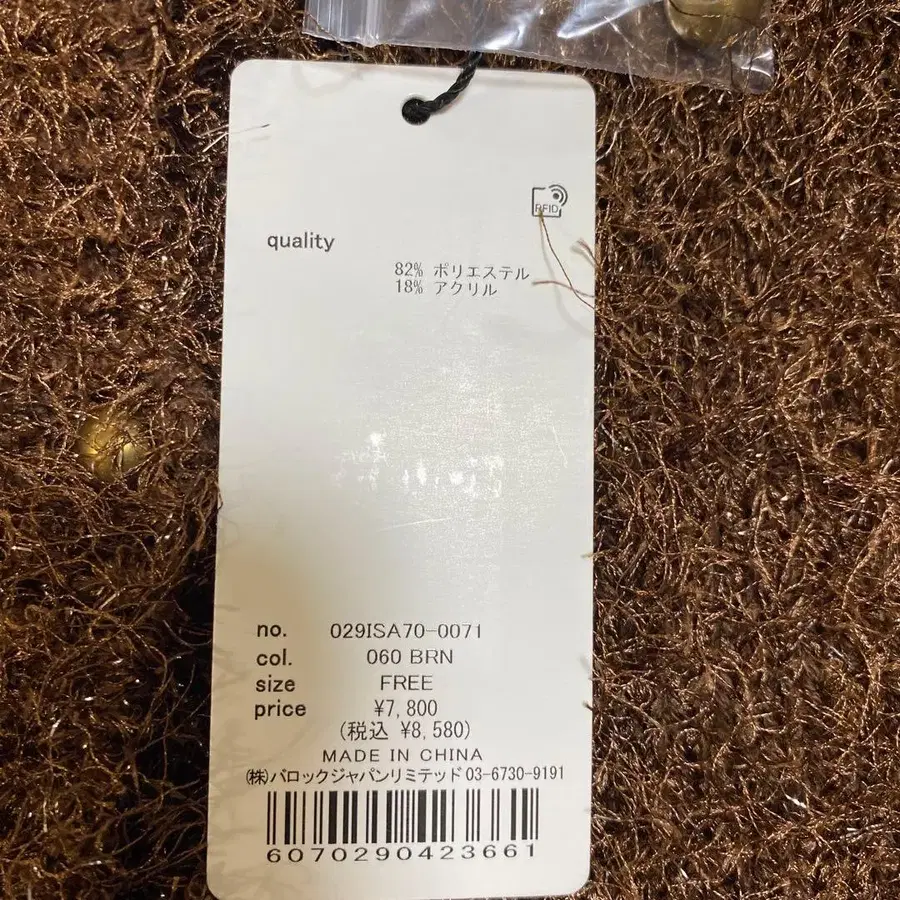 RFID
quality
82% ポリエステル
18% アクリル
no. 029ISA70-0071
col. 060 BRN
size FREE
price ¥7,800
(税込 ¥8,580)
MADE IN CHINA
(株)バロックジャパンリミテッド 03-6730-9191
6070290423661